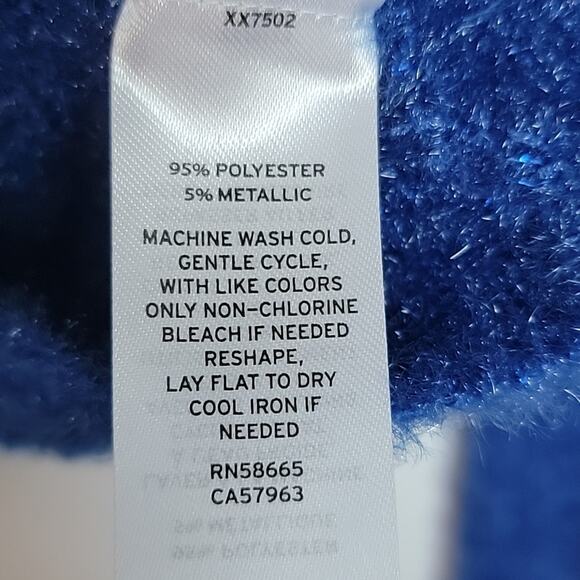 XX7502
95% POLYESTER
5% METALLIC
MACHINE WASH COLD,
GENTLE CYCLE,
WITH LIKE COLORS
ONLY NON-CHLORINE
BLEACH IF NEEDED
RESHAPE,
LAY FLAT TO DRY
COOL IRON IF
NEEDED
RN58665
CA57963